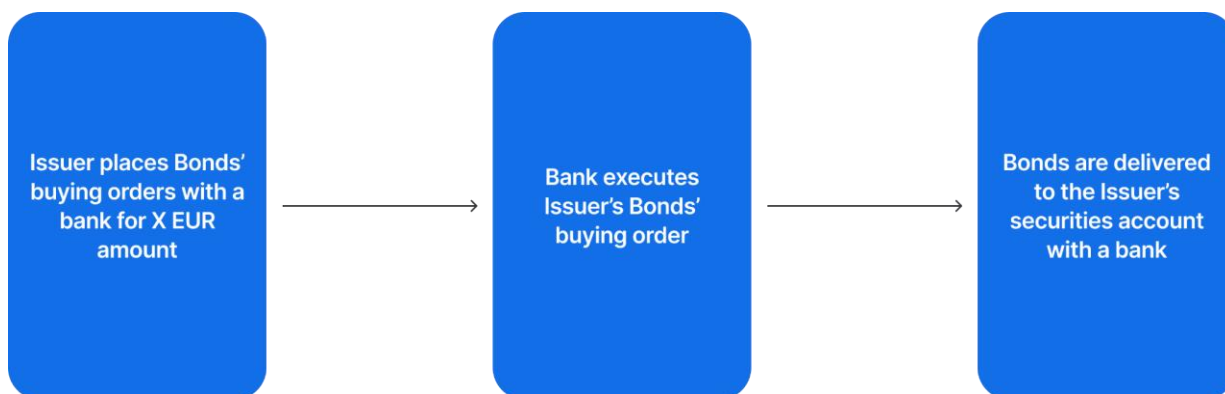 Issuer places Bonds’
buying orders with a
bank for X EUR
amount
Bank executes
Issuer’s Bonds’
buying order
Bonds are delivered
to the Issuer’s
securities account
with a bank